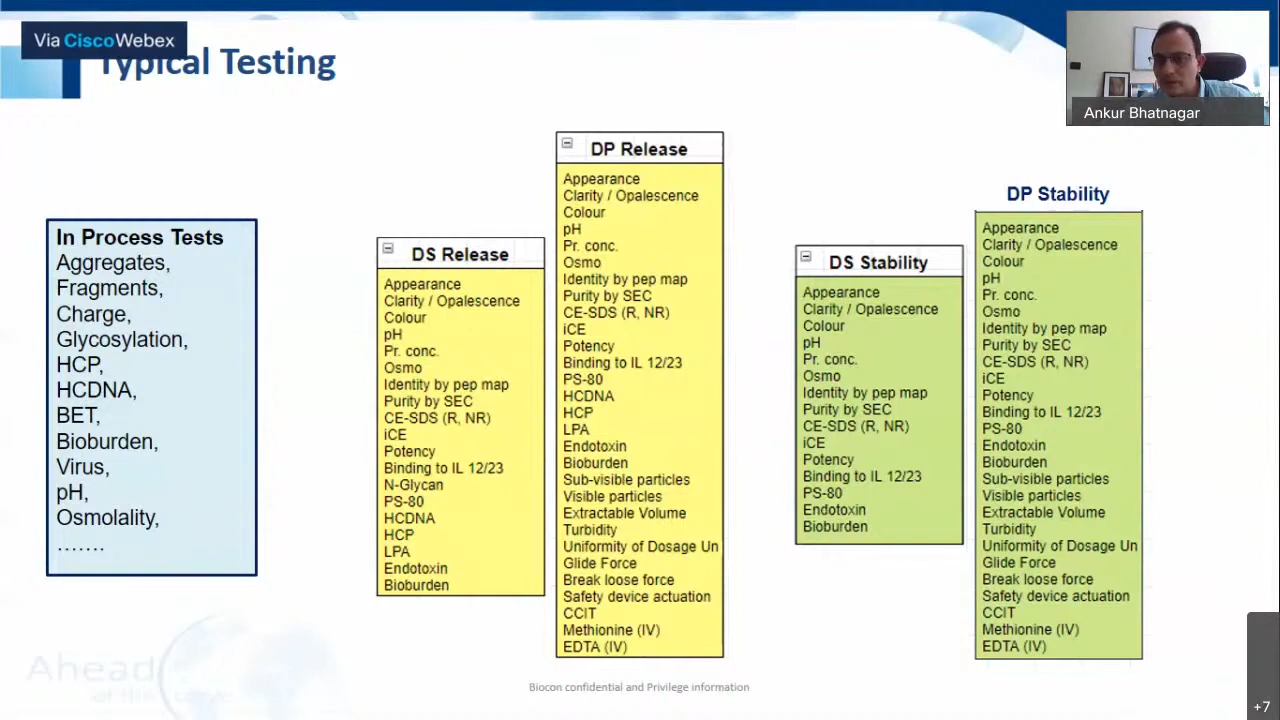 Via CiscoWebex
Typical Testing
Ankur Bhatnagar
In Process Tests
Aggregates,
Fragments,
Charge,
Glycosylation,
HCP,
HCDNA,
BET,
Bioburden,
Virus,
pH,
Osmolality,
.......
DS Release
Appearance
Clarity / Opalescence
Colour
pH
Pr. conc.
Osmo
Identity by pep map
Purity by SEC
CE-SDS (R, NR)
iCE
Potency
Binding to IL 12/23
N-Glycan
PS-80
HCDNA
HCP
LPA
Endotoxin
Bioburden
DP Release
Appearance
Clarity / Opalescence
Colour
pH
Pr. conc.
Osmo
Identity by pep map
Purity by SEC
CE-SDS (R, NR)
iCE
Potency
Binding to IL 12/23
PS-80
HCDNA
HCP
LPA
Endotoxin
Bioburden
Sub-visible particles
Visible particles
Extractable Volume
Turbidity
Uniformity of Dosage Un
Glide Force
Break loose force
Safety device actuation
CCIT
Methionine (IV)
EDTA (IV)
DS Stability
Appearance
Clarity / Opalescence
Colour
pH
Pr. conc.
Osmo
Identity by pep map
Purity by SEC
CE-SDS (R, NR)
iCE
Potency
Binding to IL 12/23
PS-80
Endotoxin
Bioburden
DP Stability
Appearance
Clarity / Opalescence
Colour
pH
Pr. conc.
Osmo
Identity by pep map
Purity by SEC
CE-SDS (R, NR)
iCE
Potency
Binding to IL 12/23
PS-80
Endotoxin
Bioburden
Sub-visible particles
Visible particles
Extractable Volume
Turbidity
Uniformity of Dosage Un
Glide Force
Break loose force
Safety device actuation
CCIT
Methionine (IV)
EDTA (IV)
Ahead
of the curve
Biocon confidential and Privilege information
+7